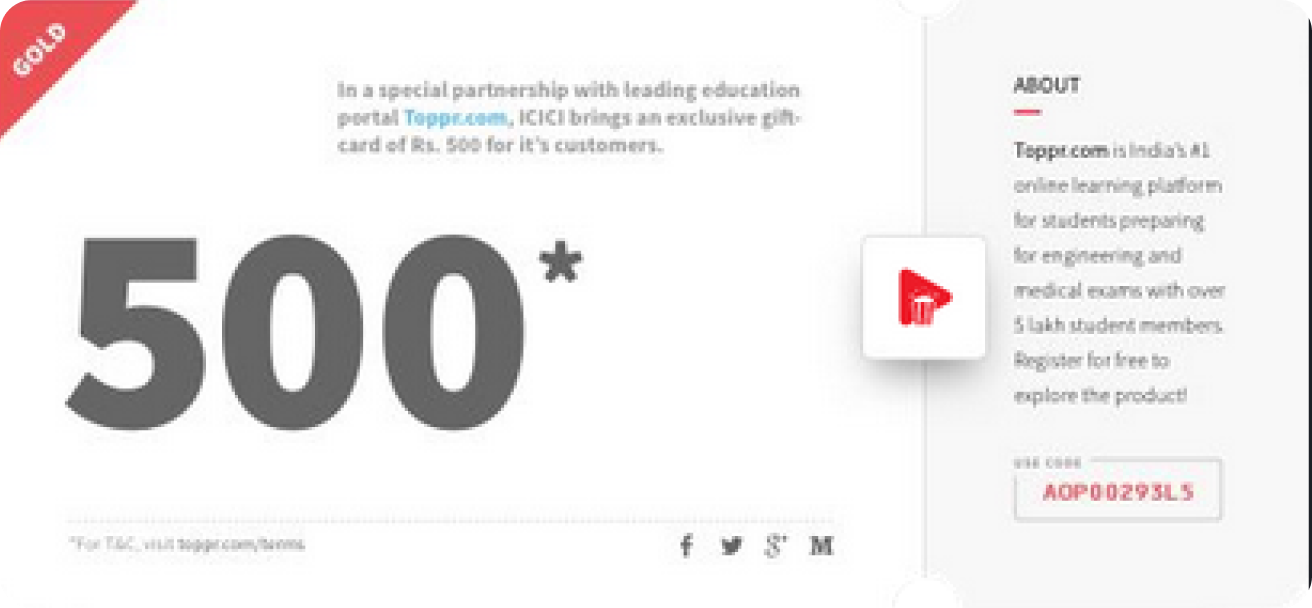 GOLD
In a special partnership with leading education
portal Toppr.com, ICICI brings an exclusive gift-
card of Rs. 500 for it's customers.
500*
*For T&C, visit toppr.com/terms
ABOUT
Toppr.com is India's #1
online learning platform
for students preparing
for engineering and
medical exams with over
5 lakh student members.
Register for free to
explore the product!
USE CODE
AOP00293L5